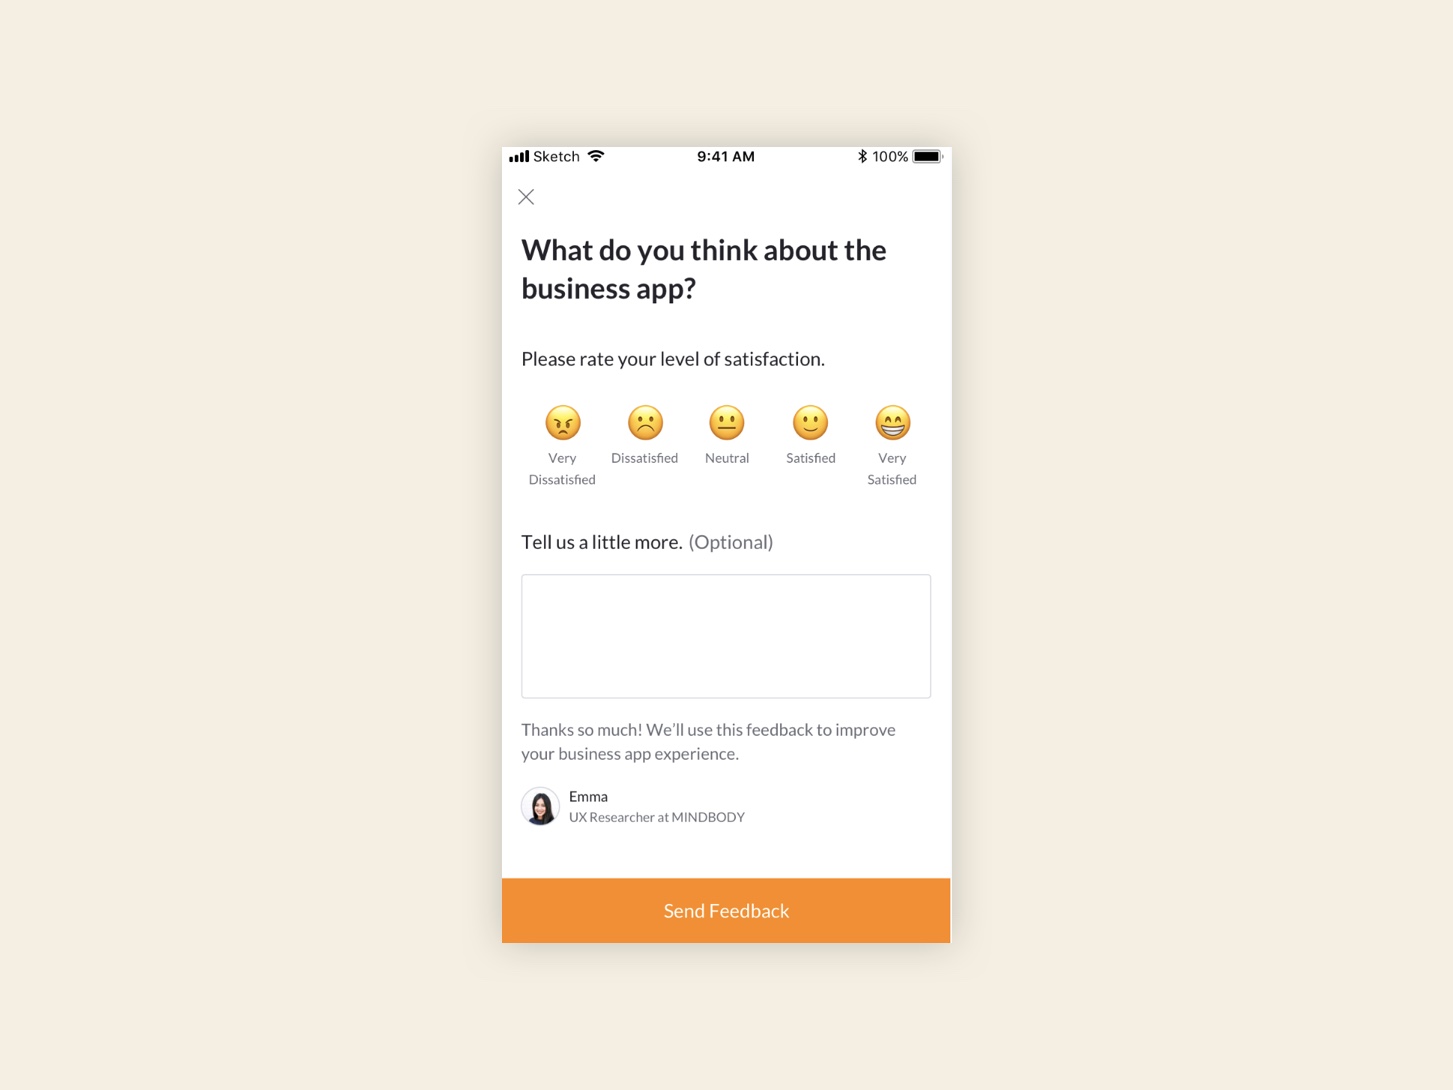 Sketch 9:41 AM 100%
What do you think about the
business app?
Please rate your level of satisfaction.
Very Dissatisfied
Dissatisfied
Neutral
Satisfied
Very Satisfied
Tell us a little more. (Optional)
Thanks so much! We’ll use this feedback to improve
your business app experience.
Emma
UX Researcher at MINDBODY
Send Feedback